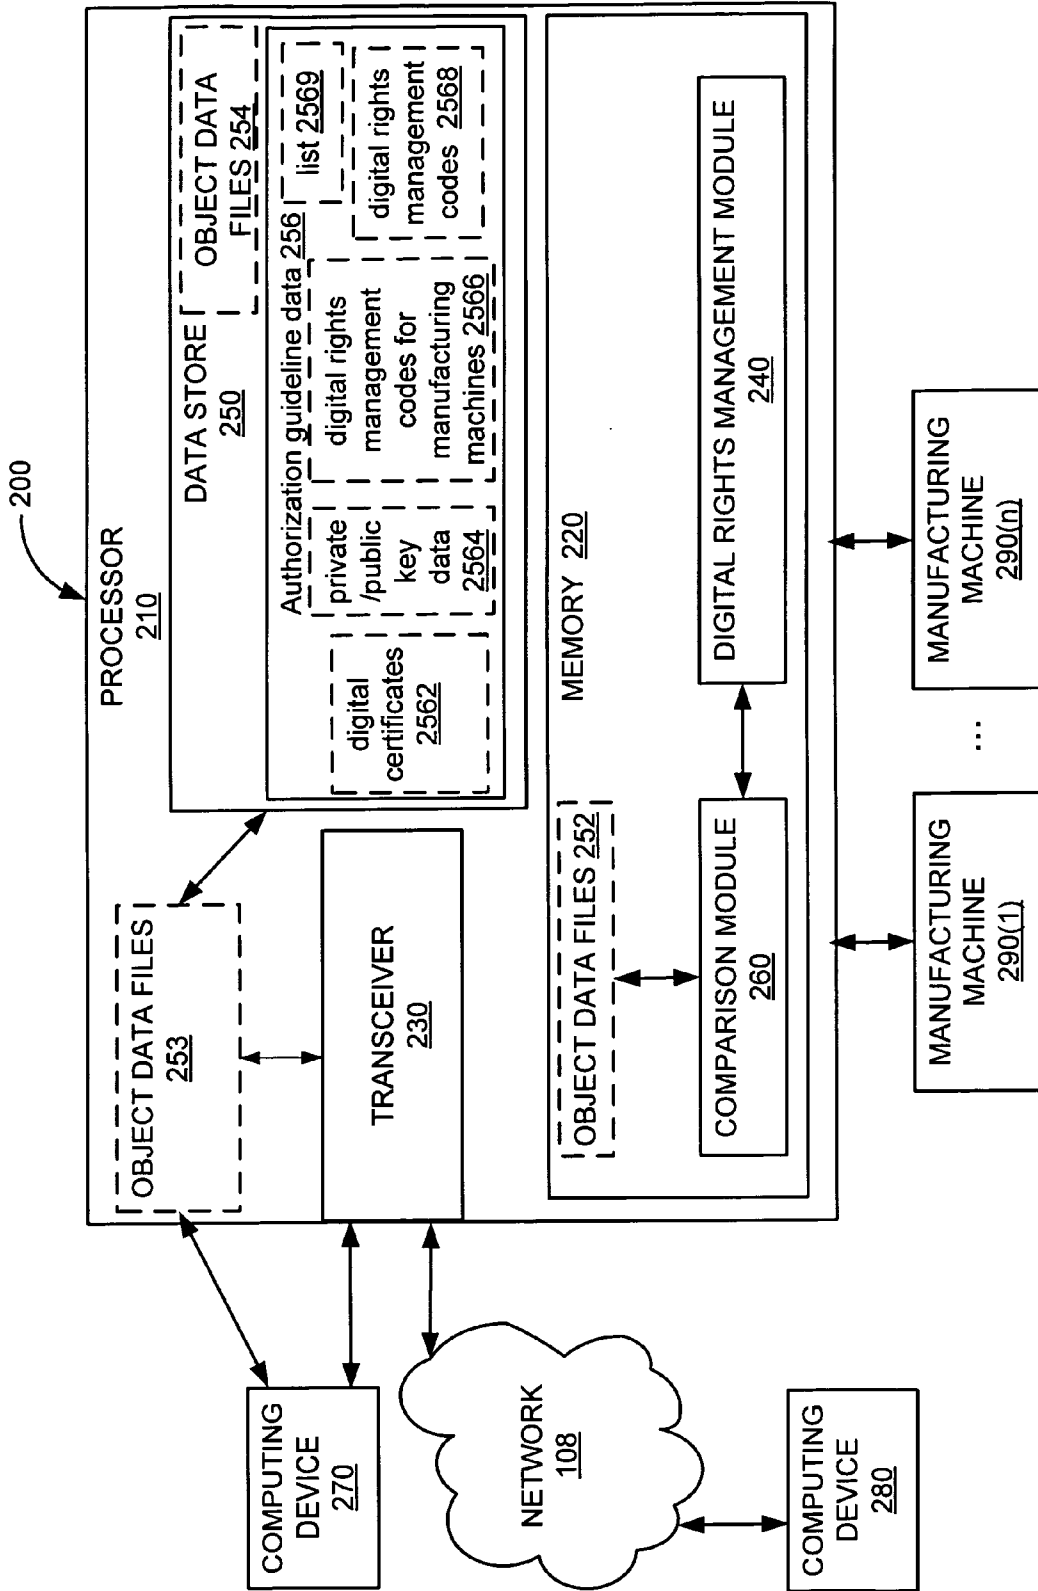 200
PROCESSOR
210
DATA STORE
250
OBJECT DATA
FILES 254
Authorization guideline data 256
digital
certificates
2562
private
/public
key
data
2564
digital rights
management
codes for
manufacturing
machines 2566
list 2569
digital rights
management
codes 2568
OBJECT DATA FILES
253
TRANSCEIVER
230
MEMORY 220
OBJECT DATA FILES 252
COMPARISON MODULE
260
DIGITAL RIGHTS MANAGEMENT MODULE
240
COMPUTING
DEVICE
270
NETWORK
108
COMPUTING
DEVICE
280
MANUFACTURING
MACHINE
290(1)
...
MANUFACTURING
MACHINE
290(n)